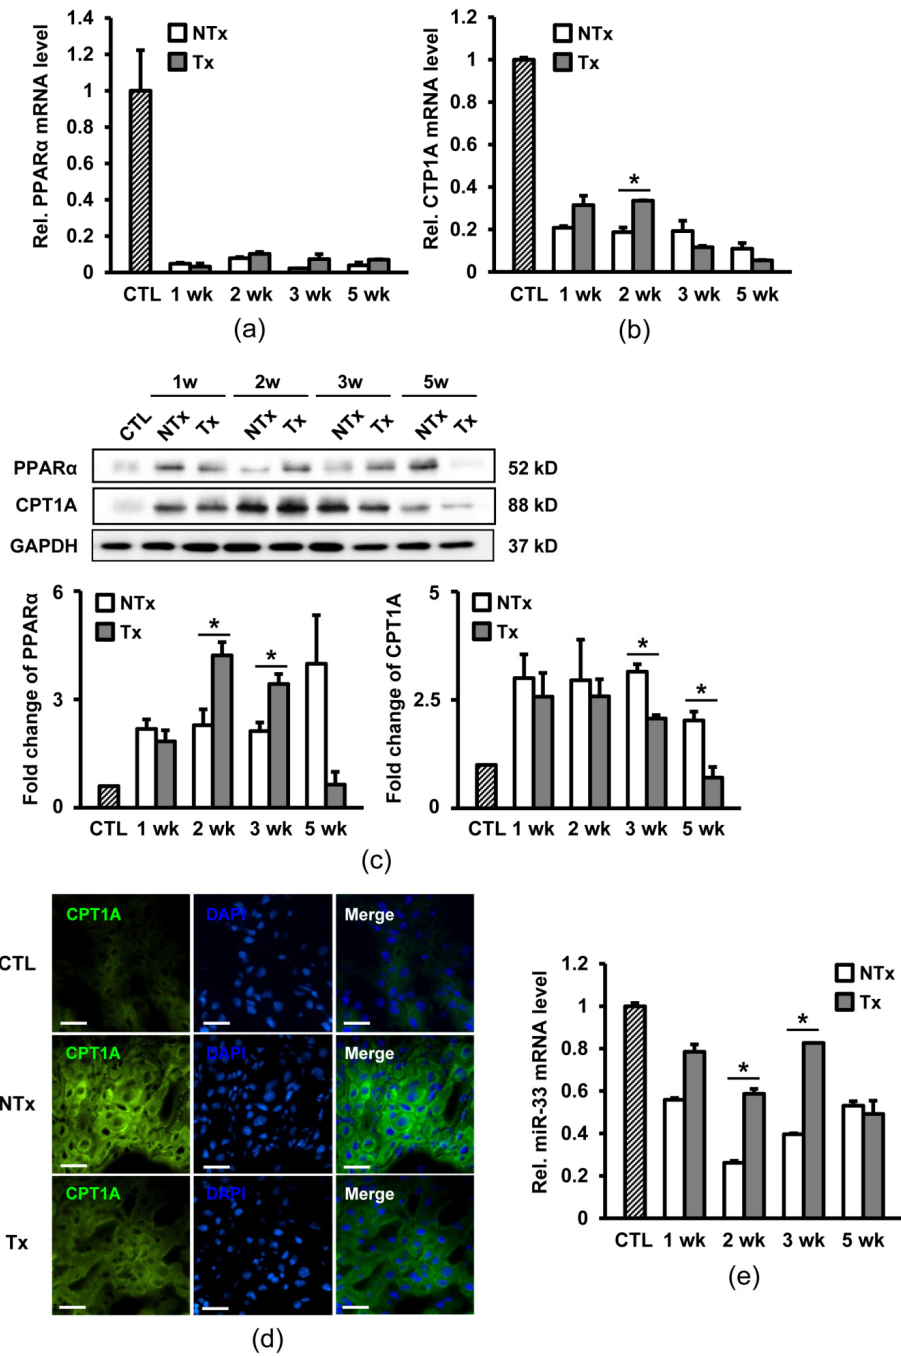 Rel. PPARα mRNA level
1.4
1.2
1
0.8
0.6
0.4
0.2
0
NTx
Tx
CTL 1 wk 2 wk 3 wk 5 wk
(a)
Rel. CTP1A mRNA level
1.2
1
0.8
0.6
0.4
0.2
0
NTx
Tx
*
CTL 1 wk 2 wk 3 wk 5 wk
(b)
1w 2w 3w 5w
CTL NTx Tx NTx Tx NTx Tx NTx Tx
PPARα 52 kD
CPT1A 88 kD
GAPDH 37 kD
Fold change of PPARα
6
3
0
NTx
Tx
* *
CTL 1 wk 2 wk 3 wk 5 wk
Fold change of CPT1A
5
2.5
0
NTx
Tx
* *
CTL 1 wk 2 wk 3 wk 5 wk
(c)
CPT1A DAPI Merge
CTL
CPT1A DAPI Merge
NTx
CPT1A DAPI Merge
Tx
(d)
Rel. miR-33 mRNA level
1.2
1
0.8
0.6
0.4
0.2
0
NTx
Tx
* *
CTL 1 wk 2 wk 3 wk 5 wk
(e)